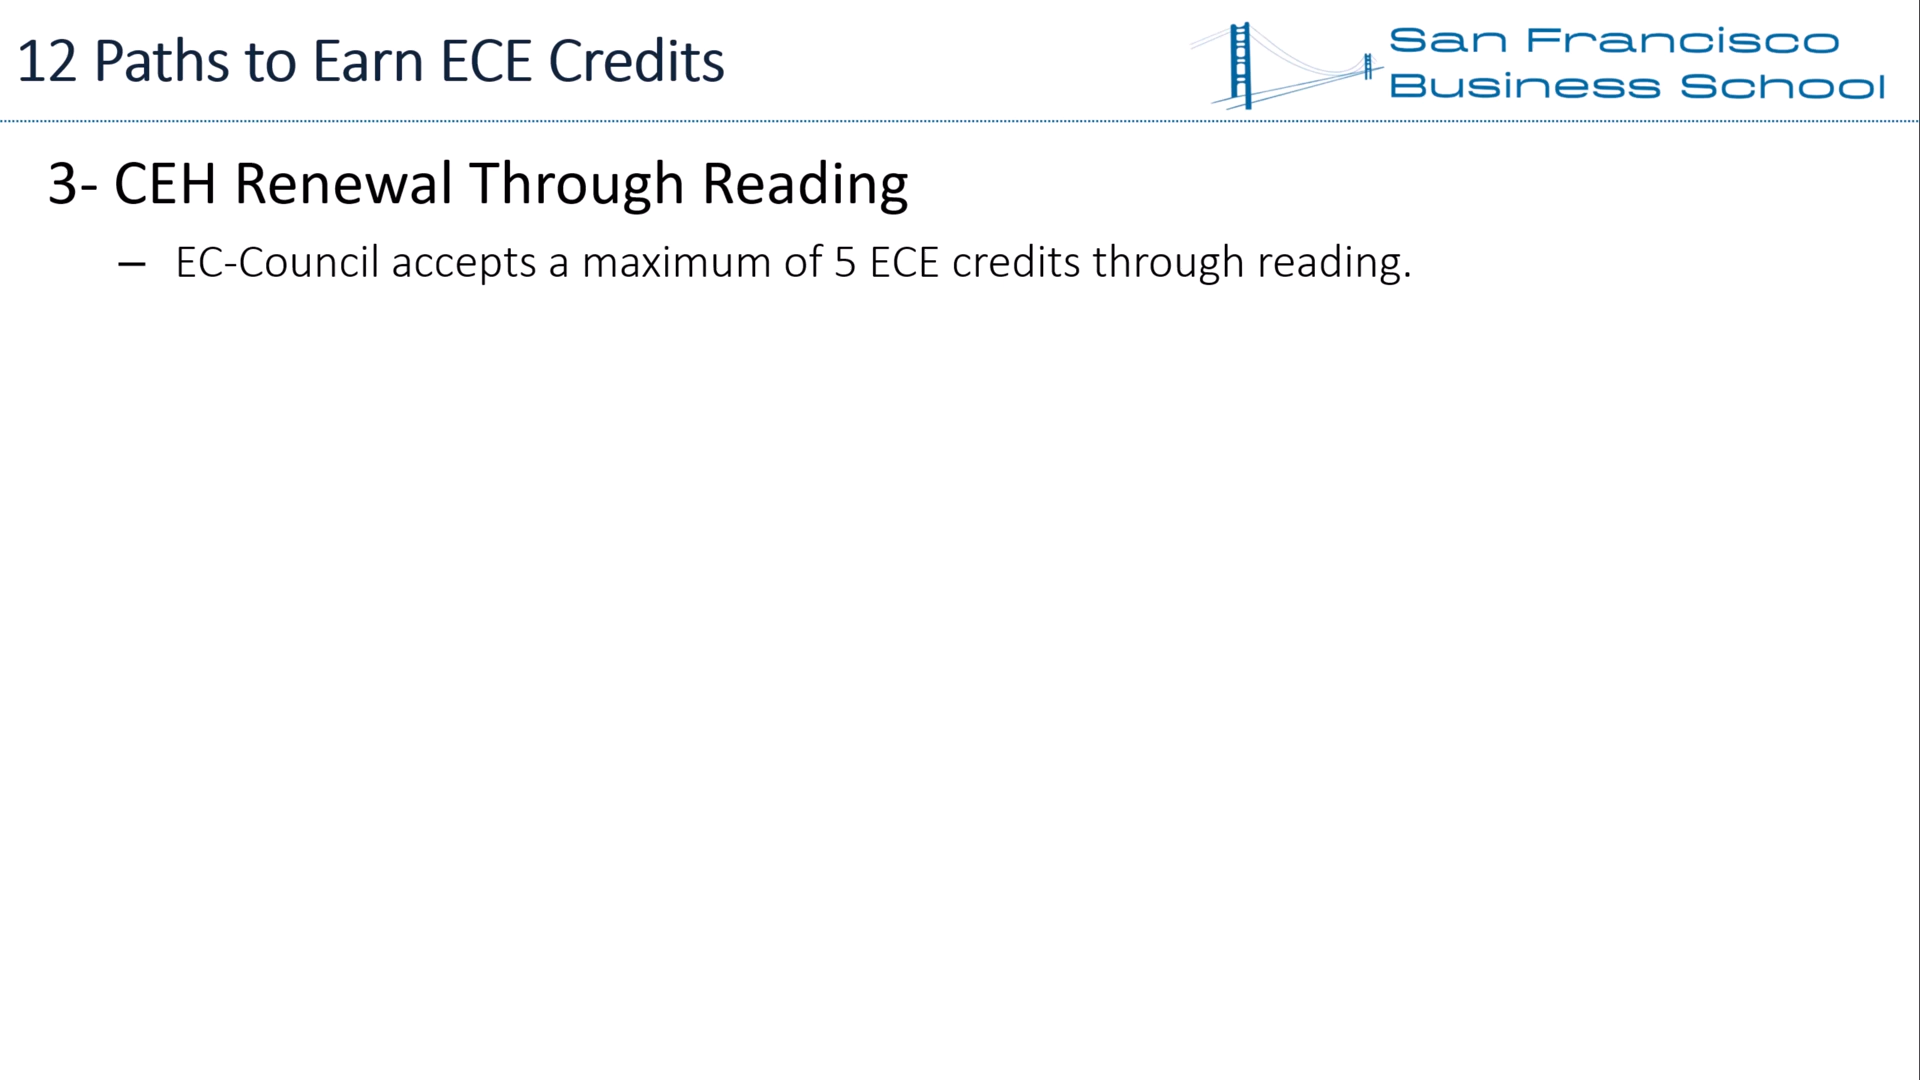 12 Paths to Earn ECE Credits
San Francisco
Business School
3- CEH Renewal Through Reading
– EC-Council accepts a maximum of 5 ECE credits through reading.